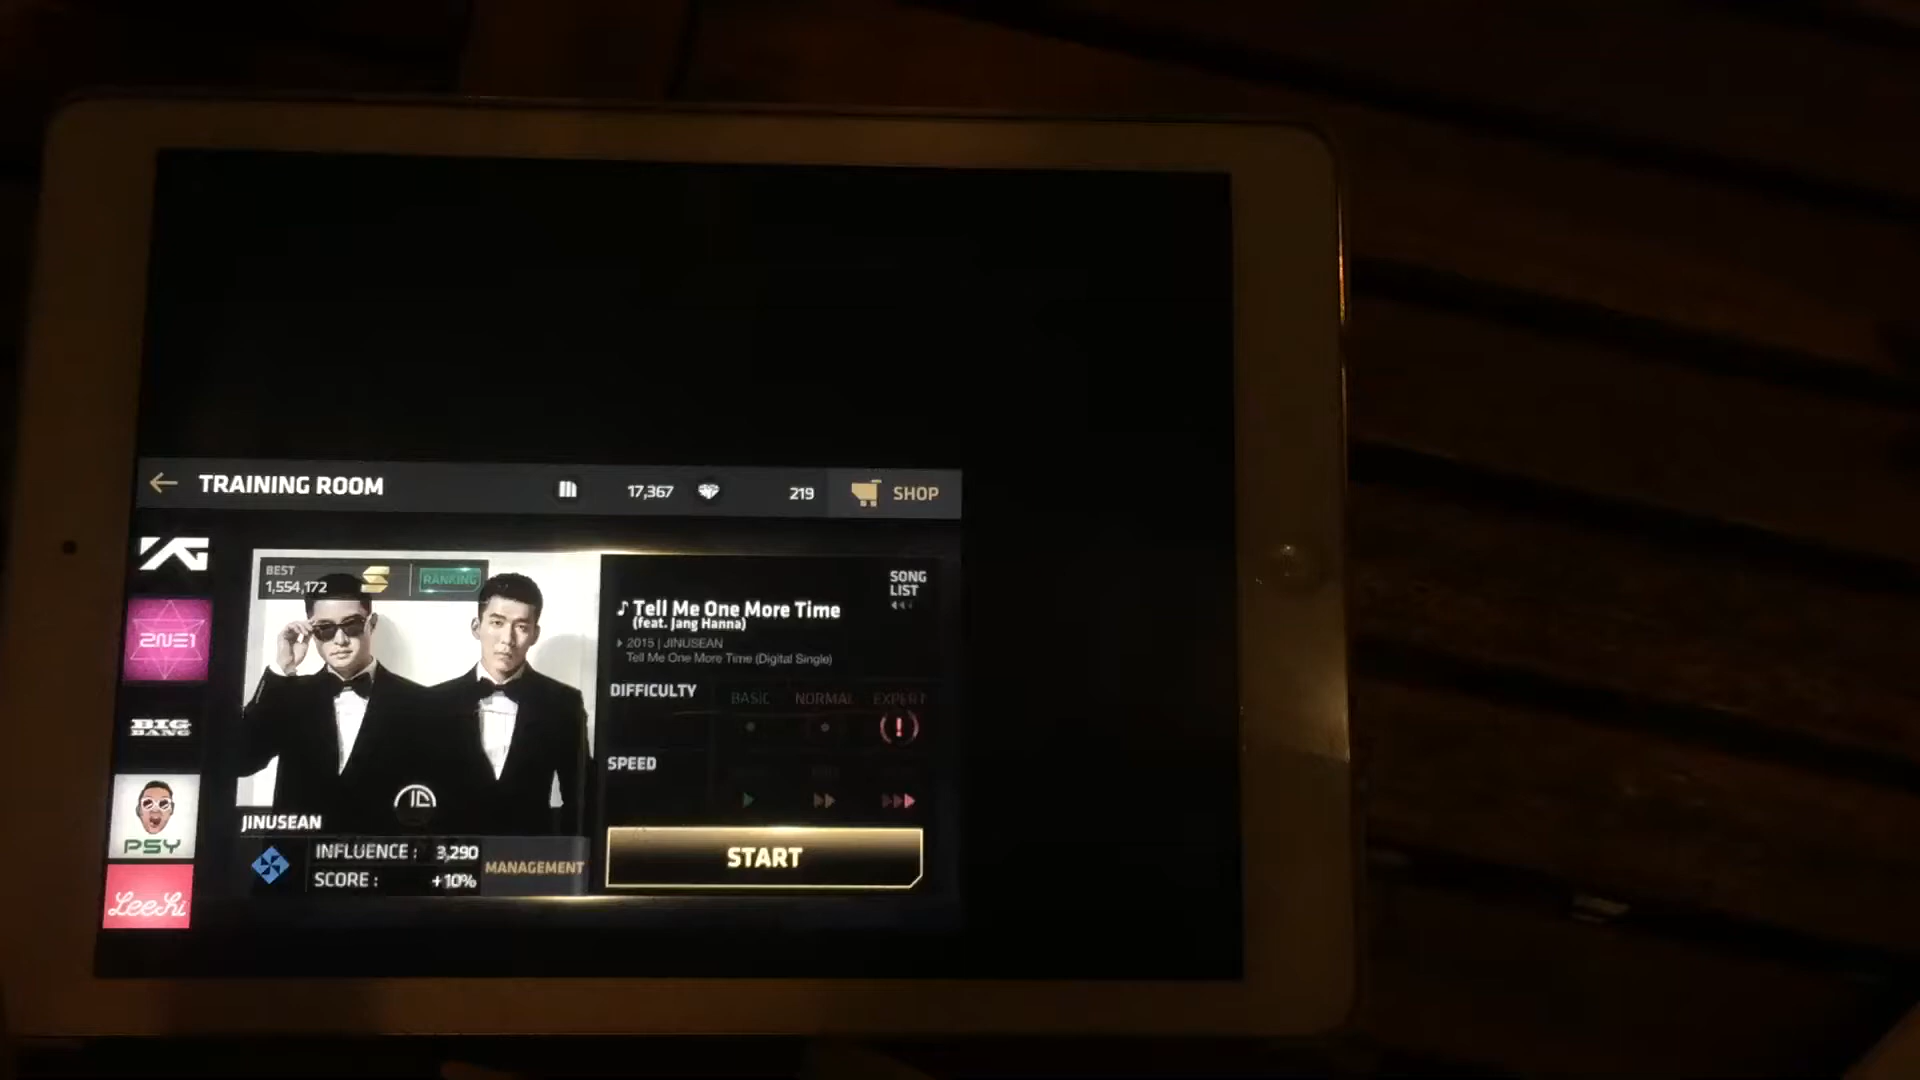 TRAINING ROOM
17,367
219
SHOP
YG
2NE1
BIG
BANG
PSY
LeeHi
BEST
1,554,172
S
RANKING
JINUSEAN
INFLUENCE : 3,290
SCORE : +10%
MANAGEMENT
SONG
LIST
Tell Me One More Time
(feat. Jang Hanna)
2015 | JINUSEAN
Tell Me One More Time (Digital Single)
DIFFICULTY
BASIC NORMAL EXPERT
!
SPEED
START